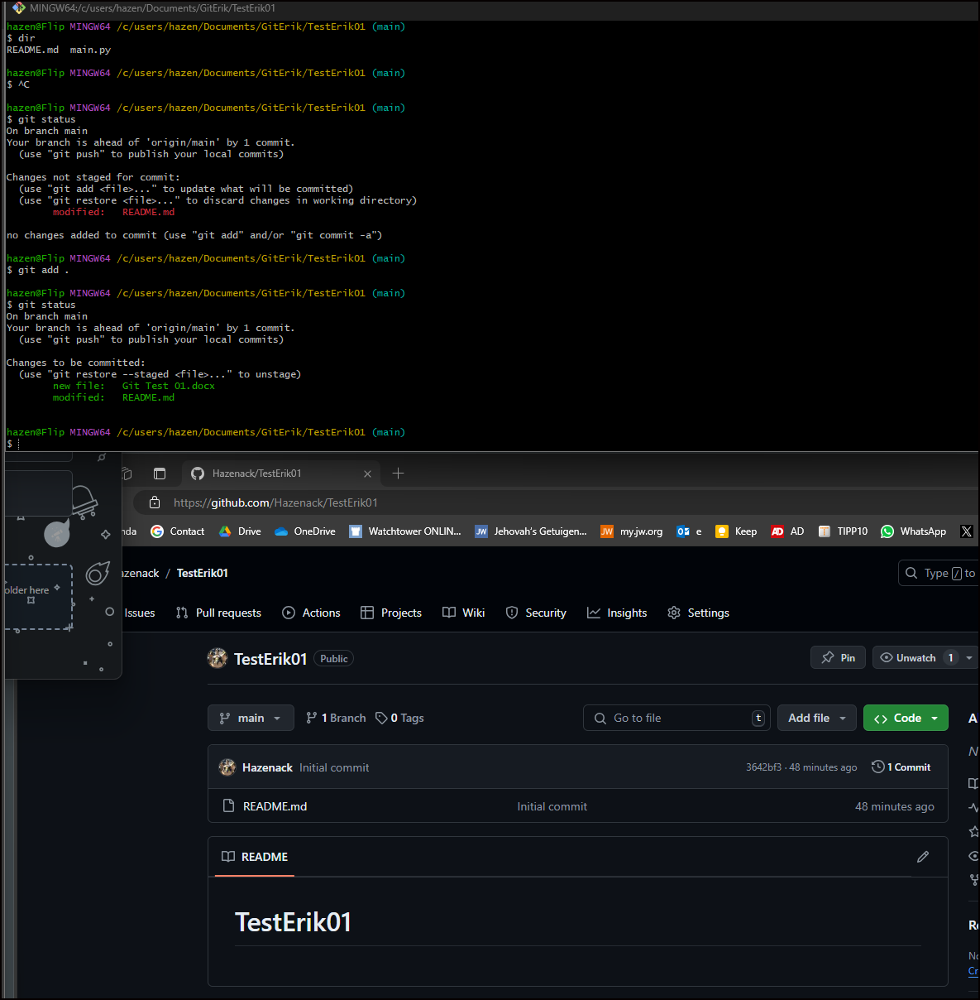 MINGW64:/c/users/hazen/Documents/GitErik/TestErik01
hazen@Flip MINGW64 /c/users/hazen/Documents/GitErik/TestErik01 (main)
$ dir
README.md  main.py
hazen@Flip MINGW64 /c/users/hazen/Documents/GitErik/TestErik01 (main)
$ ^C
hazen@Flip MINGW64 /c/users/hazen/Documents/GitErik/TestErik01 (main)
$ git status
On branch main
Your branch is ahead of 'origin/main' by 1 commit.
(use "git push" to publish your local commits)
Changes not staged for commit:
(use "git add <file>..." to update what will be committed)
(use "git restore <file>..." to discard changes in working directory)
modified:   README.md
no changes added to commit (use "git add" and/or "git commit -a")
hazen@Flip MINGW64 /c/users/hazen/Documents/GitErik/TestErik01 (main)
$ git add .
hazen@Flip MINGW64 /c/users/hazen/Documents/GitErik/TestErik01 (main)
$ git status
On branch main
Your branch is ahead of 'origin/main' by 1 commit.
(use "git push" to publish your local commits)
Changes to be committed:
(use "git restore --staged <file>..." to unstage)
new file:   Git Test 01.docx
modified:   README.md
hazen@Flip MINGW64 /c/users/hazen/Documents/GitErik/TestErik01 (main)
$
Hazenack/TestErik01
https://github.com/Hazenack/TestErik01
nda Contact Drive OneDrive Watchtower ONLIN... Jehovah's Getuigen... my.jw.org e Keep AD AD TIPP10 WhatsApp X
azenack / TestErik01 Type / to
older here
Issues Pull requests Actions Projects Wiki Security Insights Settings
TestErik01 Public Pin Unwatch 1
main 1 Branch 0 Tags Go to file t Add file Code
Hazenack Initial commit 3642bf3 · 48 minutes ago 1 Commit
README.md Initial commit 48 minutes ago
README
TestErik01